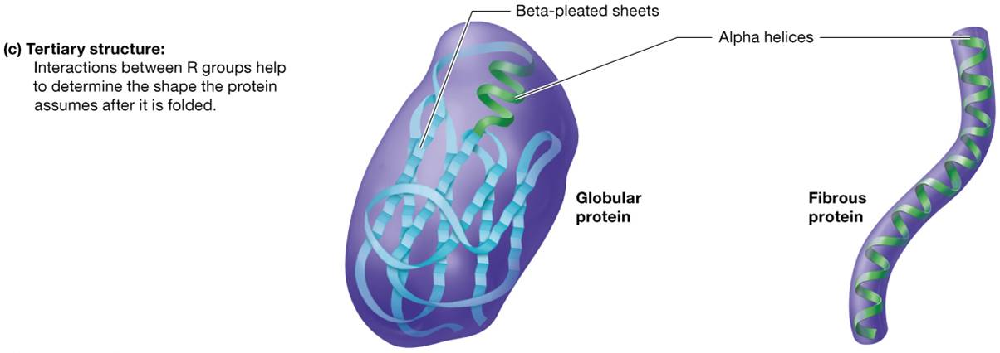 Beta-pleated sheets
Alpha helices
(c) Tertiary structure:
Interactions between R groups help
to determine the shape the protein
assumes after it is folded.
Globular
protein
Fibrous
protein